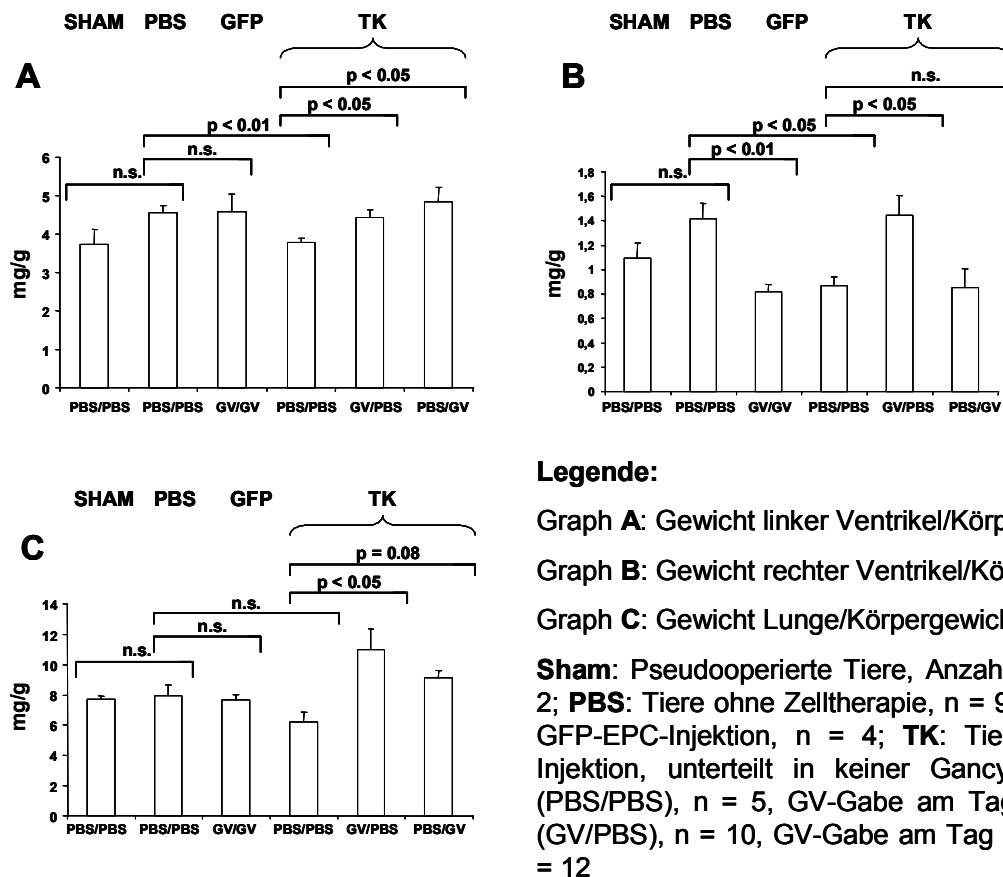 SHAM PBS GFP TK
A
p < 0.05
p < 0.05
p < 0.01
n.s.
n.s.
6
5
4
3
2
1
0
mg/g
PBS/PBS PBS/PBS GV/GV PBS/PBS GV/PBS PBS/GV
SHAM PBS GFP TK
B
n.s.
p < 0.05
p < 0.05
p < 0.01
n.s.
1,8
1,6
1,4
1,2
1
0,8
0,6
0,4
0,2
0
mg/g
PBS/PBS PBS/PBS GV/GV PBS/PBS GV/PBS PBS/GV
SHAM PBS GFP TK
C
p = 0.08
p < 0.05
n.s.
n.s.
n.s.
14
12
10
8
6
4
2
0
mg/g
PBS/PBS PBS/PBS GV/GV PBS/PBS GV/PBS PBS/GV
Legende:
Graph A: Gewicht linker Ventrikel/Körp
Graph B: Gewicht rechter Ventrikel/Kö
Graph C: Gewicht Lunge/Körpergewich
Sham: Pseudooperierte Tiere, Anzah
2; PBS: Tiere ohne Zelltherapie, n = 9
GFP-EPC-Injektion, n = 4; TK: Tie
Injektion, unterteilt in keiner Gancy
(PBS/PBS), n = 5, GV-Gabe am Tag
(GV/PBS), n = 10, GV-Gabe am Tag
= 12